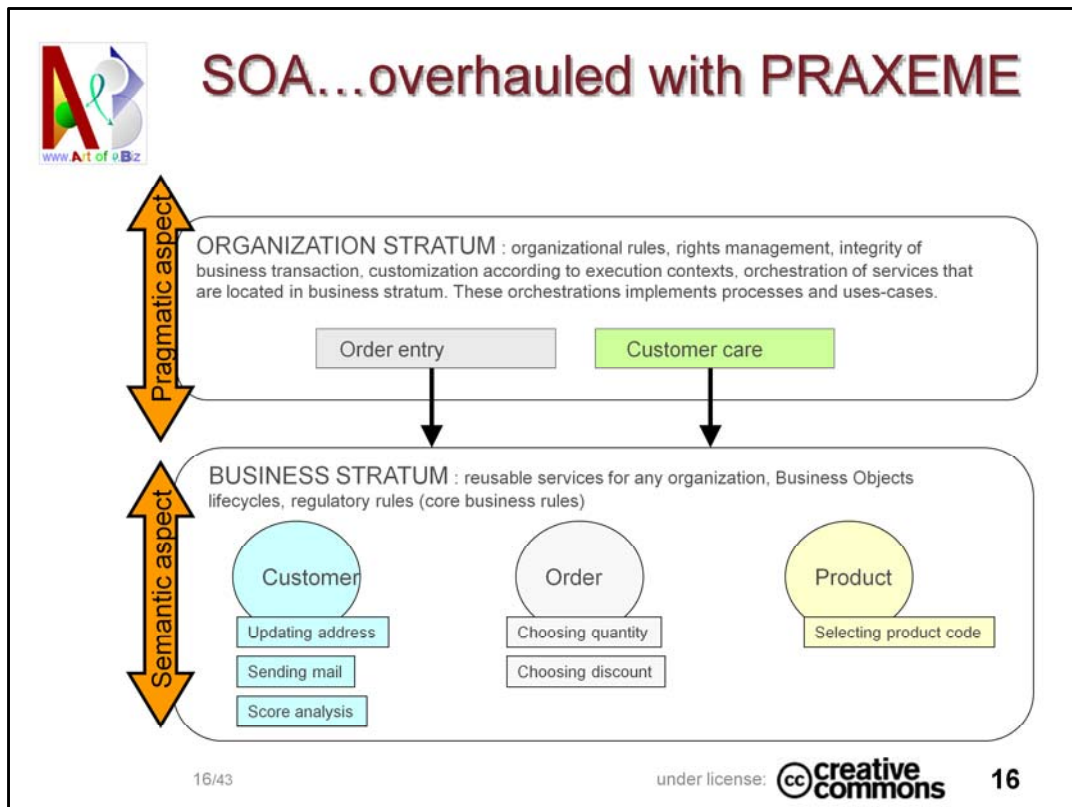 SOA…overhauled with PRAXEME
www.Art of e.Biz
Pragmatic aspect
ORGANIZATION STRATUM : organizational rules, rights management, integrity of
business transaction, customization according to execution contexts, orchestration of services that
are located in business stratum. These orchestrations implements processes and uses-cases.
Order entry
Customer care
Semantic aspect
BUSINESS STRATUM : reusable services for any organization, Business Objects
lifecycles, regulatory rules (core business rules)
Customer
Order
Product
Updating address
Choosing quantity
Selecting product code
Sending mail
Choosing discount
Score analysis
16/43
under license:
cc creative
commons
16